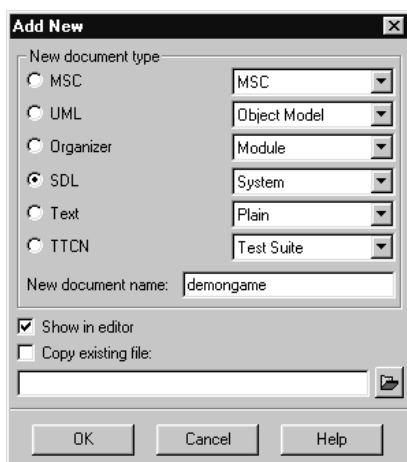 Add New
New document type
MSC MSC
UML Object Model
Organizer Module
SDL System
Text Plain
TTCN Test Suite
New document name: demongame
Show in editor
Copy existing file:
OK Cancel Help